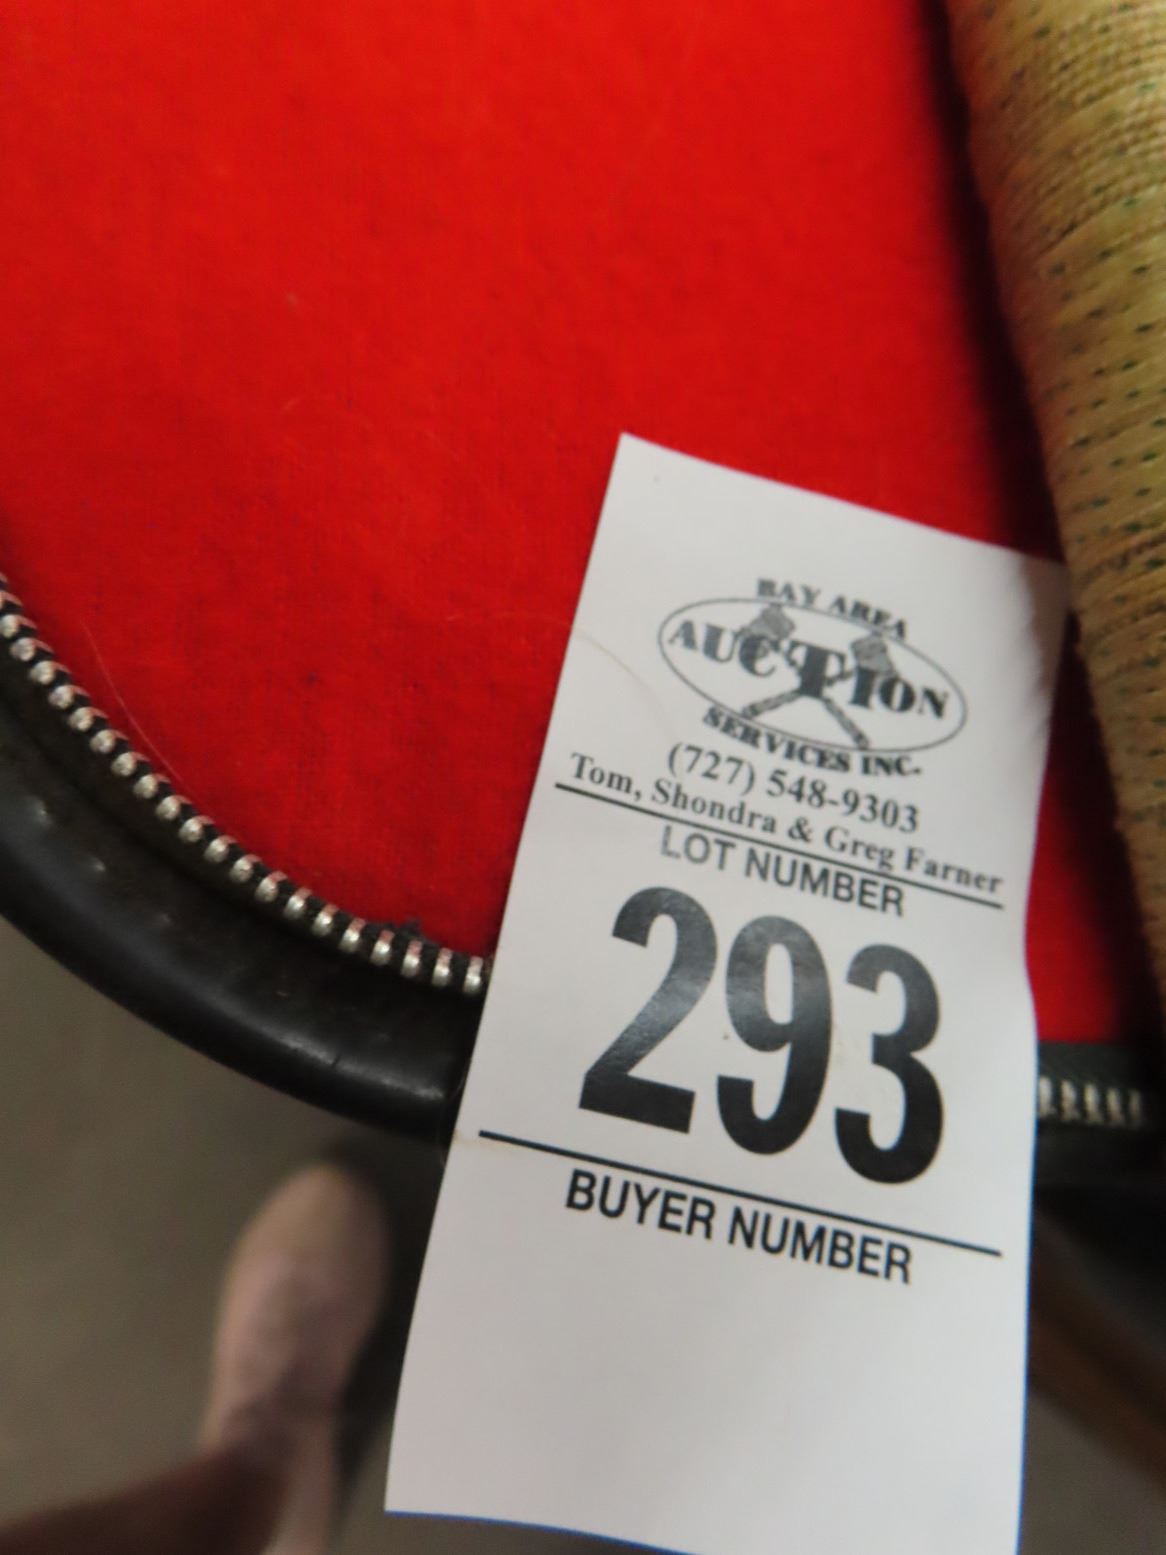 BAY AREA
AUCTION
SERVICES INC.
(727) 548-9303
Tom, Shondra & Greg Farner
LOT NUMBER
293
BUYER NUMBER